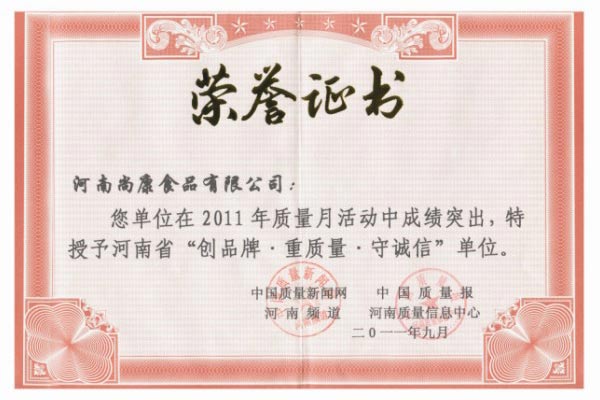 荣誉证书
河南尚康食品有限公司：
您单位在2011年质量月活动中成绩突出，特
授予河南省“创品牌·重质量·守诚信”单位。
中国质量新闻网 中国质量报
河南频道 河南质量信息中心
二〇一一年九月